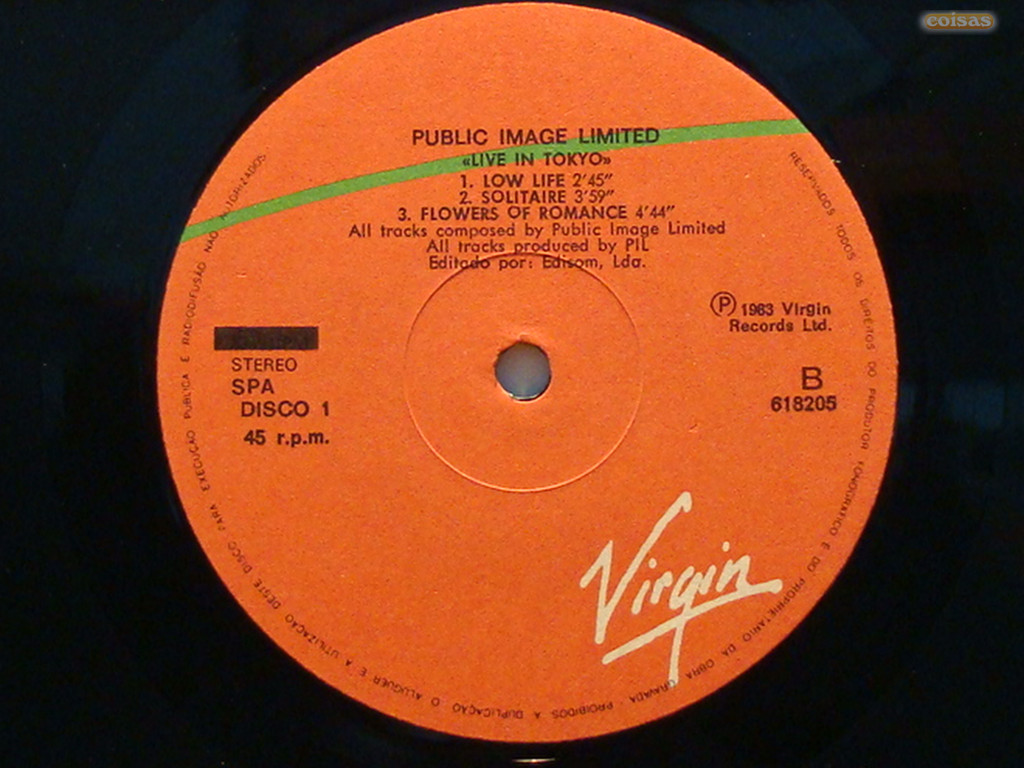 coisas
PUBLIC IMAGE LIMITED
«LIVE IN TOKYO»
1. LOW LIFE 2'45"
2. SOLITAIRE 3'59"
3. FLOWERS OF ROMANCE 4'44"
All tracks composed by Public Image Limited
All tracks produced by PIL
Editado por: Edisom, Lda.
Ⓟ 1983 Virgin
Records Ltd.
STEREO
SPA
DISCO 1
45 r.p.m.
B
618205
Virgin
RESERVADOS TODOS OS DIREITOS DO PRODUTOR FONOGRÁFICO E DO PROPRIETÁRIO DA OBRA GRAVADA · PROIBIDOS A DUPLICAÇÃO O ALUGUER E A UTILIZAÇÃO DESTE DISCO PARA EXECUÇÃO PÚBLICA E RADIODIFUSÃO NÃO AUTORIZADOS